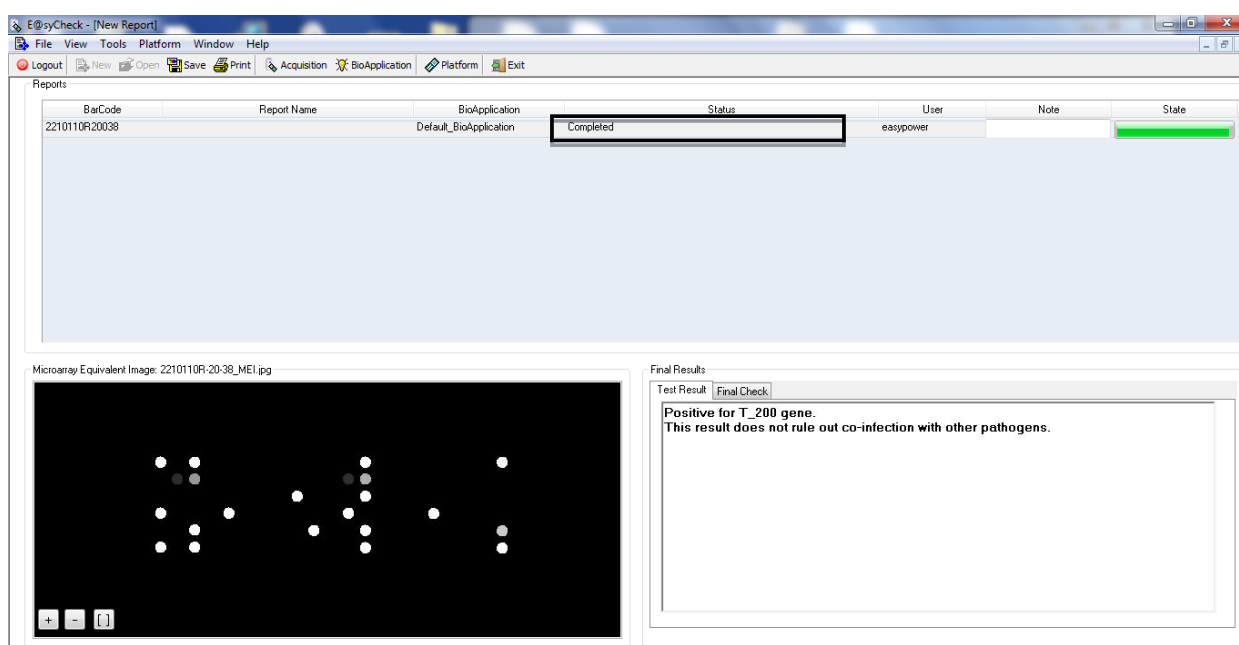 E@syCheck - [New Report]
File View Tools Platform Window Help
Logout New Open Save Print Acquisition BioApplication Platform Exit
Reports
BarCode Report Name BioApplication Status User Note State
2210110R20038 Default_BioApplication Completed easypower
Microarray Equivalent Image: 2210110R-20-38_MEI.jpg
+ - [ ]
Final Results
Test Result Final Check
Positive for T_200 gene.
This result does not rule out co-infection with other pathogens.